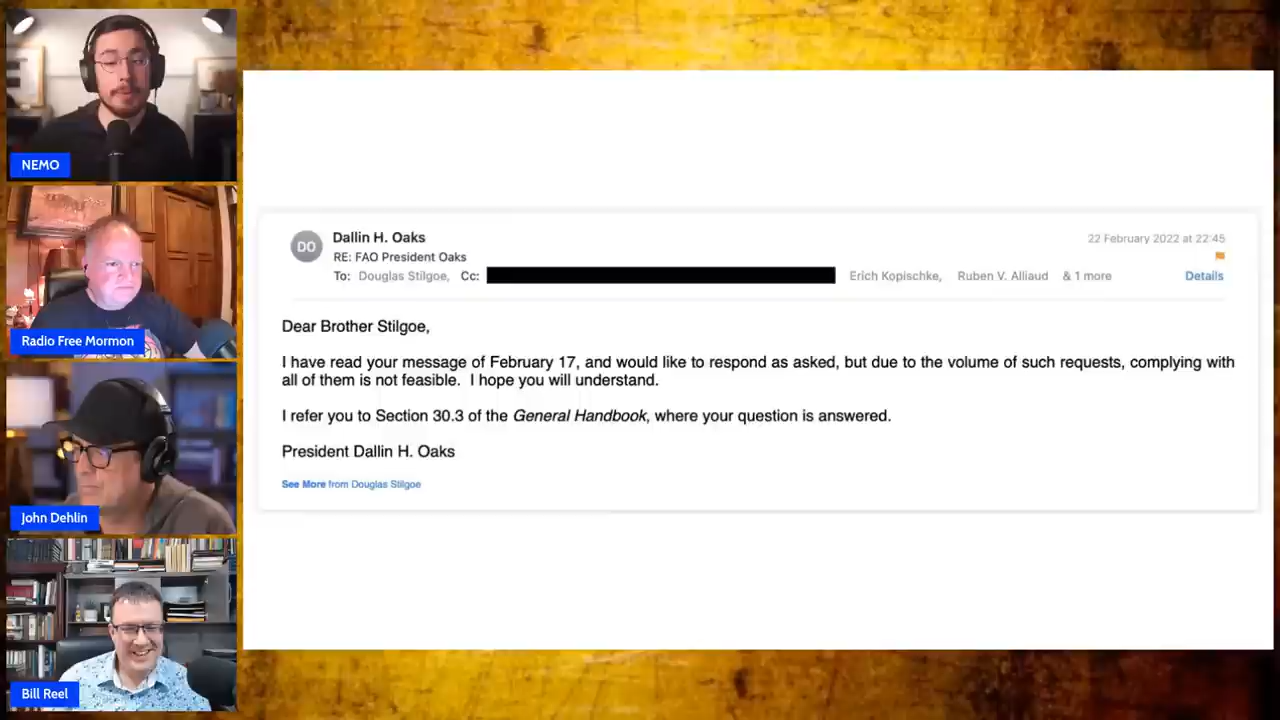 NEMO
Radio Free Mormon
John Dehlin
Bill Reel
DO
Dallin H. Oaks
22 February 2022 at 22:45
RE: FAO President Oaks
To: Douglas Stilgoe, Cc: Erich Kopischke, Ruben V. Alliaud & 1 more Details
Dear Brother Stilgoe,
I have read your message of February 17, and would like to respond as asked, but due to the volume of such requests, complying with
all of them is not feasible. I hope you will understand.
I refer you to Section 30.3 of the General Handbook, where your question is answered.
President Dallin H. Oaks
See More from Douglas Stilgoe